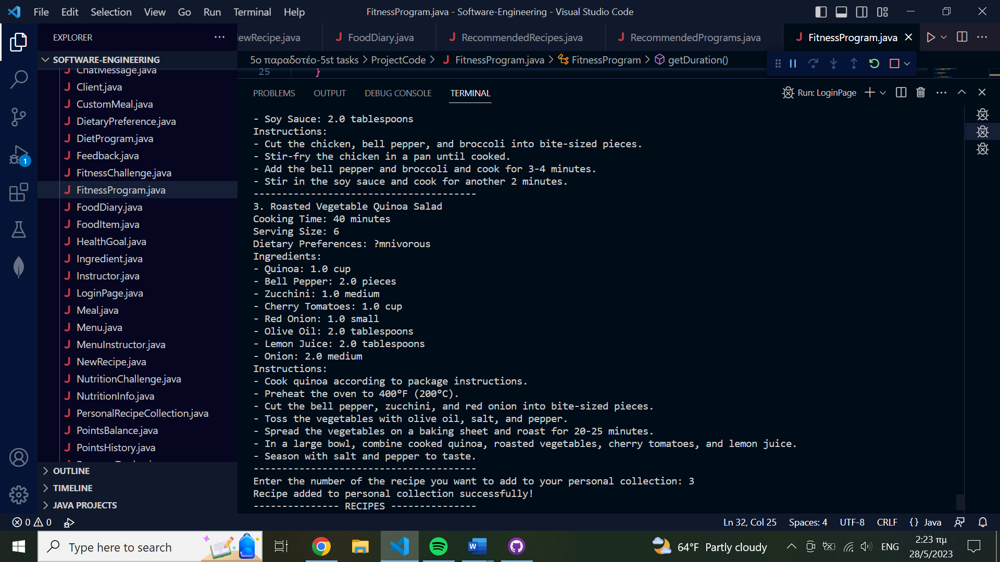 File Edit Selection View Go Run Terminal Help
FitnessProgram.java - Software-Engineering - Visual Studio Code
EXPLORER
ewRecipe.java
FoodDiary.java
RecommendedRecipes.java
RecommendedPrograms.java
FitnessProgram.java
SOFTWARE-ENGINEERING
5ο παραδοτέο-5st tasks > ProjectCode > FitnessProgram.java > FitnessProgram > getDuration()
25 }
ChatMessage.java
Client.java
CustomMeal.java
DietaryPreference.java
DietProgram.java
Feedback.java
FitnessChallenge.java
FitnessProgram.java
FoodDiary.java
FoodItem.java
HealthGoal.java
Ingredient.java
Instructor.java
LoginPage.java
Meal.java
Menu.java
MenuInstructor.java
NewRecipe.java
NutritionChallenge.java
NutritionInfo.java
PersonalRecipeCollection.java
PointsBalance.java
PointsHistory.java
OUTLINE
TIMELINE
JAVA PROJECTS
1
PROBLEMS OUTPUT DEBUG CONSOLE TERMINAL
Run: LoginPage
- Soy Sauce: 2.0 tablespoons
Instructions:
- Cut the chicken, bell pepper, and broccoli into bite-sized pieces.
- Stir-fry the chicken in a pan until cooked.
- Add the bell pepper and broccoli and cook for 3-4 minutes.
- Stir in the soy sauce and cook for another 2 minutes.
---------------------------------------
3. Roasted Vegetable Quinoa Salad
Cooking Time: 40 minutes
Serving Size: 6
Dietary Preferences: ?mnivorous
Ingredients:
- Quinoa: 1.0 cup
- Bell Pepper: 2.0 pieces
- Zucchini: 1.0 medium
- Cherry Tomatoes: 1.0 cup
- Red Onion: 1.0 small
- Olive Oil: 2.0 tablespoons
- Lemon Juice: 2.0 tablespoons
- Onion: 2.0 medium
Instructions:
- Cook quinoa according to package instructions.
- Preheat the oven to 400°F (200°C).
- Cut the bell pepper, zucchini, and red onion into bite-sized pieces.
- Toss the vegetables with olive oil, salt, and pepper.
- Spread the vegetables on a baking sheet and roast for 20-25 minutes.
- In a large bowl, combine cooked quinoa, roasted vegetables, cherry tomatoes, and lemon juice.
- Season with salt and pepper to taste.
---------------------------------------
Enter the number of the recipe you want to add to your personal collection: 3
Recipe added to personal collection successfully!
--------------- RECIPES ---------------
0 0
Ln 32, Col 25 Spaces: 4 UTF-8 CRLF {} Java
Type here to search
64°F Partly cloudy
ENG
2:23 πμ
28/5/2023